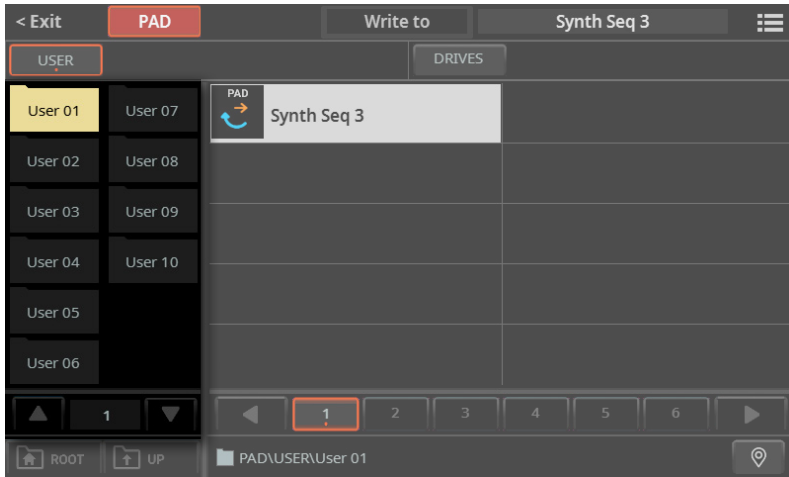 < Exit PAD Write to Synth Seq 3
USER DRIVES
User 01 User 07 PAD Synth Seq 3
User 02 User 08
User 03 User 09
User 04 User 10
User 05
User 06
1 1 2 3 4 5 6
ROOT UP PAD\USER\User 01